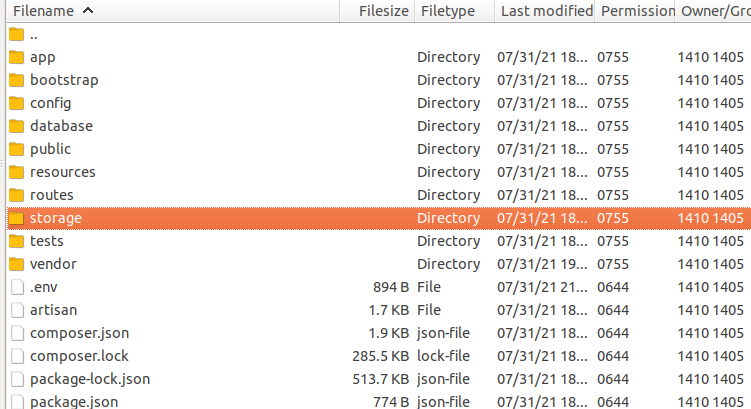 Filename Filesize Filetype Last modified Permission Owner/Gro
..
app Directory 07/31/21 18... 0755 1410 1405
bootstrap Directory 07/31/21 18... 0755 1410 1405
config Directory 07/31/21 18... 0755 1410 1405
database Directory 07/31/21 18... 0755 1410 1405
public Directory 07/31/21 18... 0755 1410 1405
resources Directory 07/31/21 18... 0755 1410 1405
routes Directory 07/31/21 18... 0755 1410 1405
storage Directory 07/31/21 18... 0755 1410 1405
tests Directory 07/31/21 18... 0755 1410 1405
vendor Directory 07/31/21 19... 0755 1410 1405
.env 894 B File 07/31/21 21... 0644 1410 1405
artisan 1.7 KB File 07/31/21 18... 0644 1410 1405
composer.json 1.9 KB json-file 07/31/21 18... 0644 1410 1405
composer.lock 285.5 KB lock-file 07/31/21 18... 0644 1410 1405
package-lock.json 513.7 KB json-file 07/31/21 18... 0644 1410 1405
package.json 774 B json-file 07/31/21 18... 0644 1410 1405